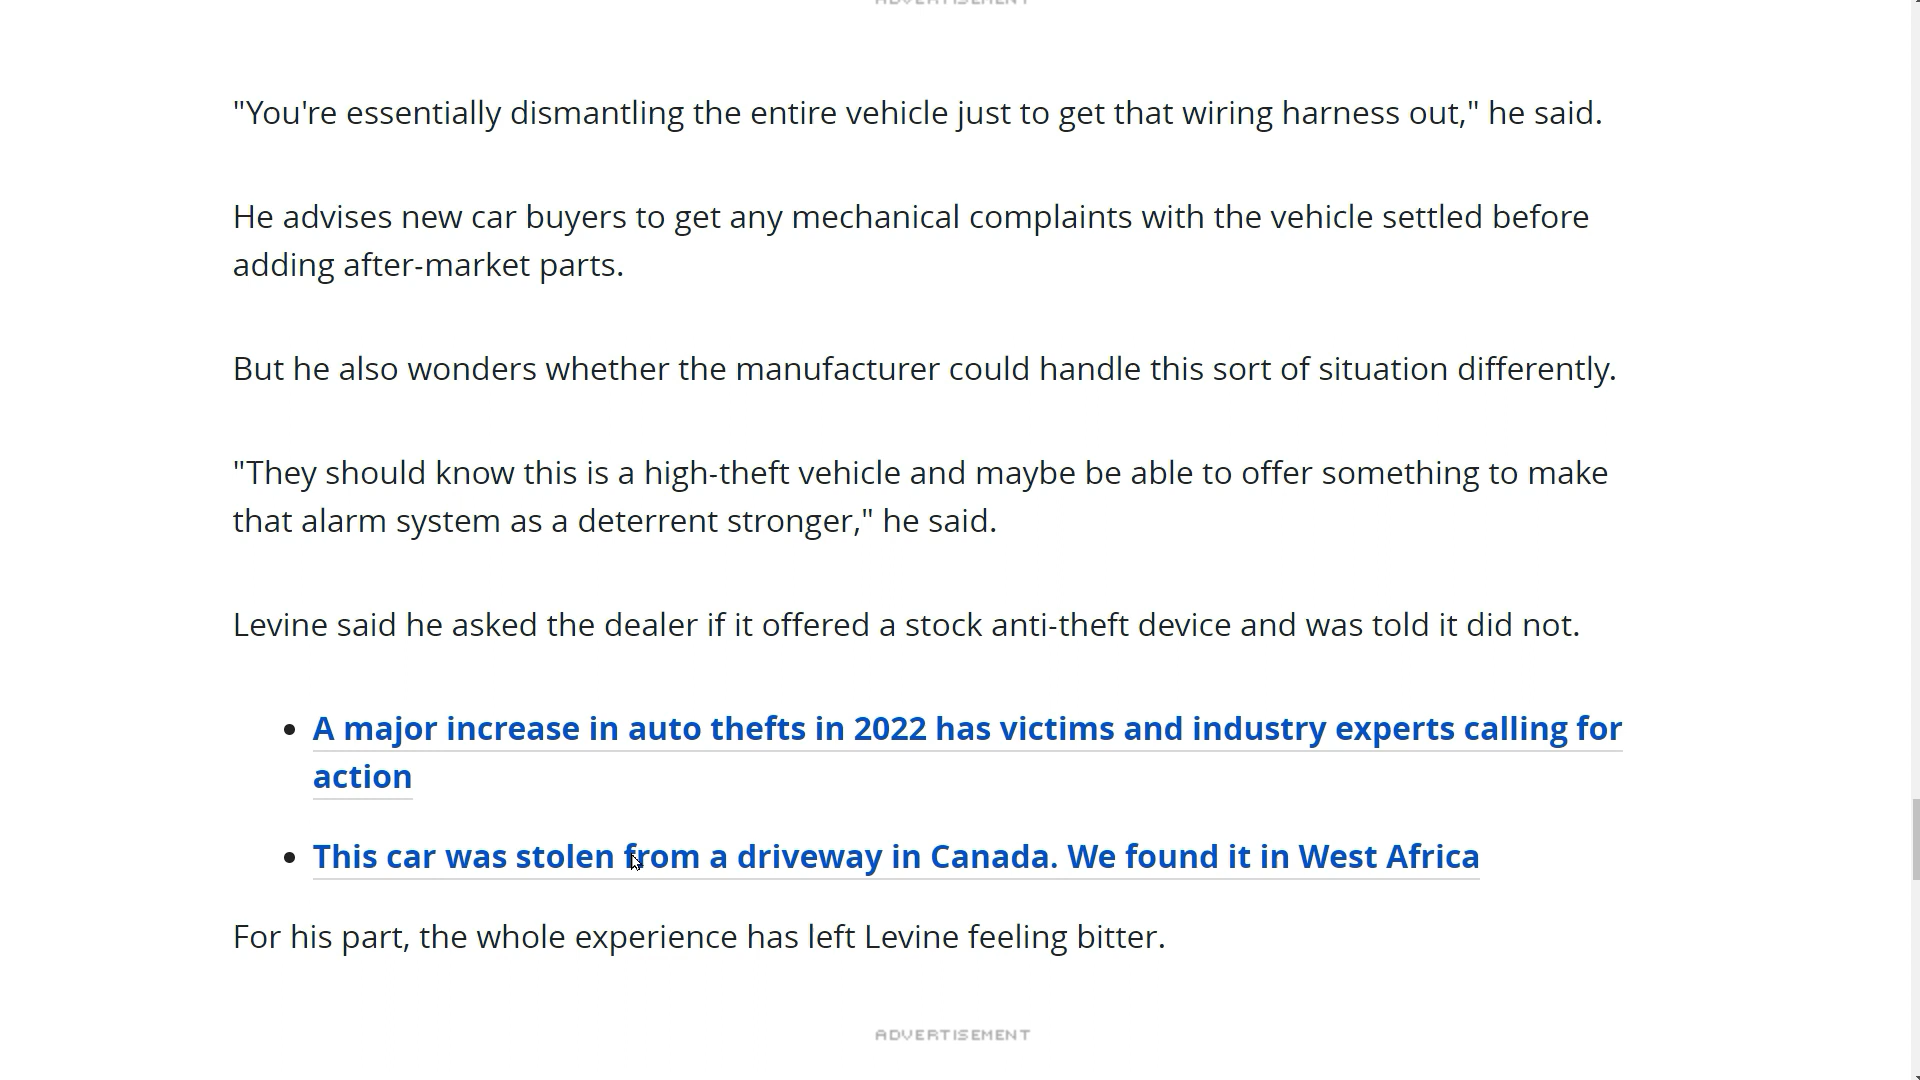 ADVERTISEMENT
"You're essentially dismantling the entire vehicle just to get that wiring harness out," he said.
He advises new car buyers to get any mechanical complaints with the vehicle settled before
adding after-market parts.
But he also wonders whether the manufacturer could handle this sort of situation differently.
"They should know this is a high-theft vehicle and maybe be able to offer something to make
that alarm system as a deterrent stronger," he said.
Levine said he asked the dealer if it offered a stock anti-theft device and was told it did not.
• A major increase in auto thefts in 2022 has victims and industry experts calling for
action
• This car was stolen from a driveway in Canada. We found it in West Africa
For his part, the whole experience has left Levine feeling bitter.
ADVERTISEMENT